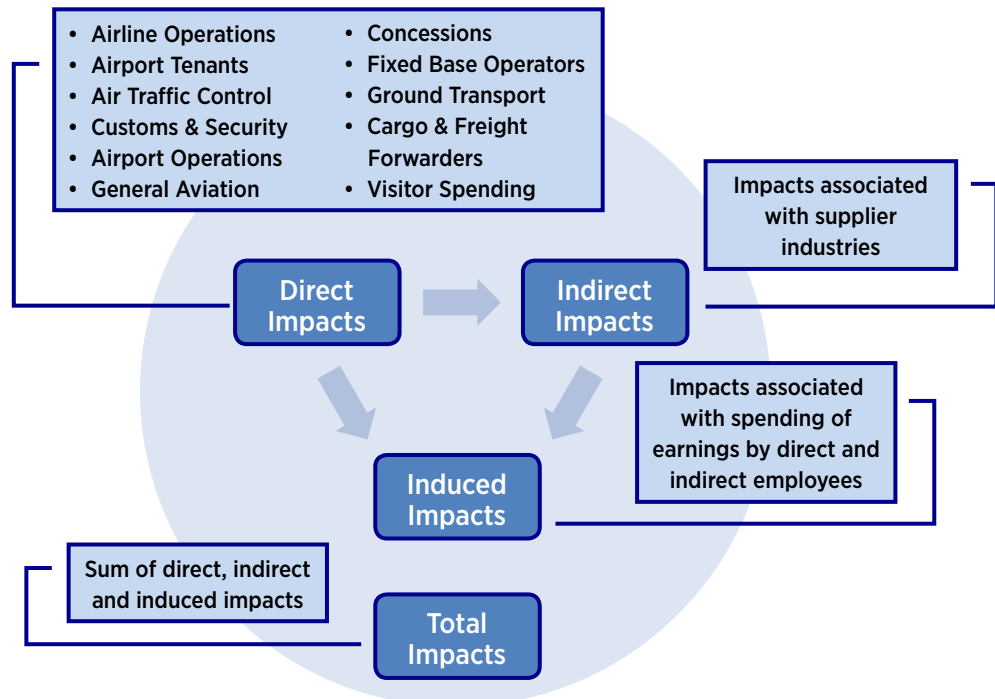 • Airline Operations
• Airport Tenants
• Air Traffic Control
• Customs & Security
• Airport Operations
• General Aviation
• Concessions
• Fixed Base Operators
• Ground Transport
• Cargo & Freight
Forwarders
• Visitor Spending
Impacts associated
with supplier
industries
Direct
Impacts
Indirect
Impacts
Impacts associated
with spending of
earnings by direct and
indirect employees
Induced
Impacts
Sum of direct, indirect
and induced impacts
Total
Impacts